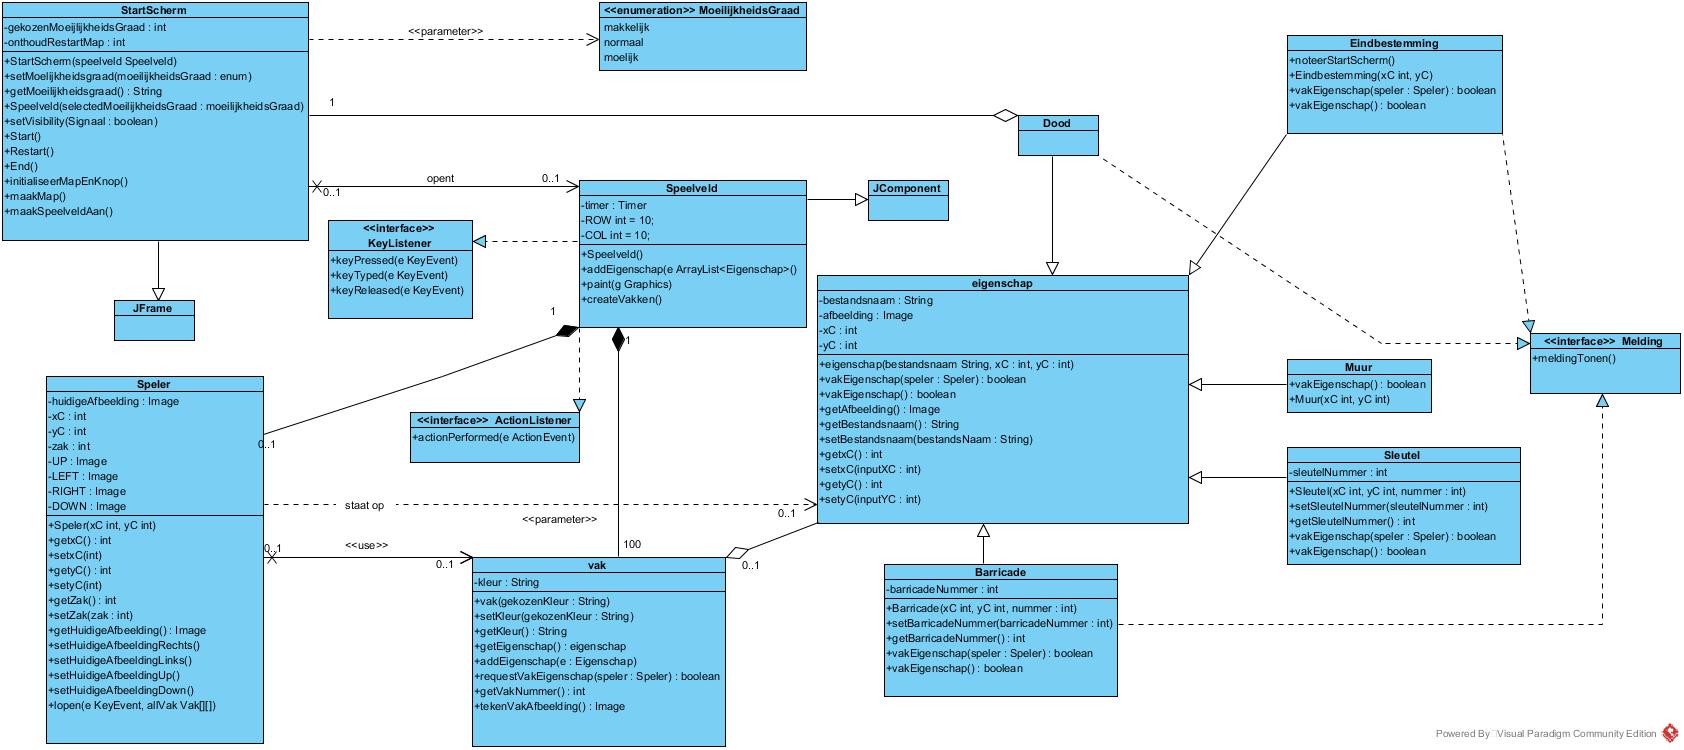 StartScherm
-gekozenMoeijlijkheidsGraad : int
-onthoudRestartMap : int
+StartScherm(speelveld Speelveld)
+setMoelijkheidsgraad(moeilijkheidsGraad : enum)
+getMoelijkheidsgraad() : String
+Speelveld(selectedMoeilijkheidsGraad : moeilijkheidsGraad)
+setVisibility(Signaal : boolean)
+Start()
+Restart()
+End()
+initialiseerMapEnKnop()
+maakMap()
+maakSpeelveldAan()
<<parameter>>
<<enumeration>> MoeilijkheidsGraad
makkelijk
normaal
moelijk
Eindbestemming
+noteerStartScherm()
+Eindbestemming(xC int, yC)
+vakEigenschap(speler : Speler) : boolean
+vakEigenschap() : boolean
1
Dood
opent
0..1
0..1
Speelveld
-timer : Timer
-ROW int = 10;
-COL int = 10;
+Speelveld()
+addEigenschap(e ArrayList<Eigenschap>()
+paint(g Graphics)
+createVakken()
JComponent
<<interface>>
KeyListener
+keyPressed(e KeyEvent)
+keyTyped(e KeyEvent)
+keyReleased(e KeyEvent)
JFrame
eigenschap
-bestandsnaam : String
-afbeelding : Image
-xC : int
-yC : int
+eigenschap(bestandsnaam String, xC : int, yC : int)
+vakEigenschap(speler : Speler) : boolean
+vakEigenschap() : boolean
+getAfbeelding() : Image
+getBestandsnaam() : String
+setBestandsnaam(bestandsNaam : String)
+getxC() : int
+setxC(inputXC : int)
+getyC() : int
+setyC(inputYC : int)
<<interface>> Melding
+meldingTonen()
Muur
+vakEigenschap() : boolean
+Muur(xC int, yC int)
1
1
Speler
-huidigeAfbeelding : Image
-xC : int
-yC : int
-zak : int
-UP : Image
-LEFT : Image
-RIGHT : Image
-DOWN : Image
+Speler(xC int, yC int)
+getxC() : int
+setxC(int)
+getyC() : int
+setyC(int)
+getZak() : int
+setZak(zak : int)
+getHuidigeAfbeelding() : Image
+setHuidigeAfbeeldingRechts()
+setHuidigeAfbeeldingLinks()
+setHuidigeAfbeeldingUp()
+setHuidigeAfbeeldingDown()
+lopen(e KeyEvent, allVak Vak[][])
0..1
<<interface>> ActionListener
+actionPerformed(e ActionEvent)
staat op
0..1
<<parameter>>
Sleutel
-sleutelNummer : int
+Sleutel(xC int, yC int, nummer : int)
+setSleutelNummer(sleutelNummer : int)
+getSleutelNummer() : int
+vakEigenschap(speler : Speler) : boolean
+vakEigenschap() : boolean
0..1
<<use>>
0..1
100
0..1
vak
-kleur : String
+vak(gekozenKleur : String)
+setKleur(gekozenKleur : String)
+getKleur() : String
+getEigenschap() : eigenschap
+addEigenschap(e : Eigenschap)
+requestVakEigenschap(speler : Speler) : boolean
+getVakNummer() : int
+tekenVakAfbeelding() : Image
Barricade
-barricadeNummer : int
+Barricade(xC int, yC int, nummer : int)
+setBarricadeNummer(barricadeNummer : int)
+getBarricadeNummer() : int
+vakEigenschap(speler : Speler) : boolean
+vakEigenschap() : boolean
Powered By Visual Paradigm Community Edition